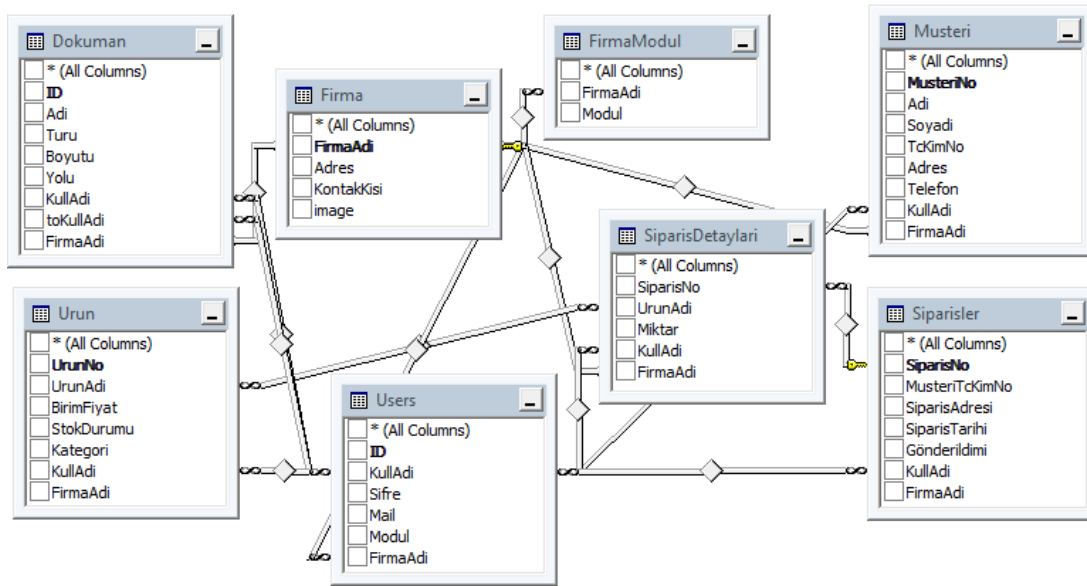 Dokuman
* (All Columns)
ID
Adi
Turu
Boyutu
Yolu
KullAdi
toKullAdi
FirmaAdi
Firma
* (All Columns)
FirmaAdi
Adres
KontakKisi
image
FirmaModul
* (All Columns)
FirmaAdi
Modul
Musteri
* (All Columns)
MusteriNo
Adi
Soyadi
TcKimNo
Adres
Telefon
KullAdi
FirmaAdi
SiparisDetaylari
* (All Columns)
SiparisNo
UrunAdi
Miktar
KullAdi
FirmaAdi
Urun
* (All Columns)
UrunNo
UrunAdi
BirimFiyat
StokDurumu
Kategori
KullAdi
FirmaAdi
Users
* (All Columns)
ID
KullAdi
Sifre
Mail
Modul
FirmaAdi
Siparisler
* (All Columns)
SiparisNo
MusteriTcKimNo
SiparisAdresi
SiparisTarihi
Gönderildimi
KullAdi
FirmaAdi